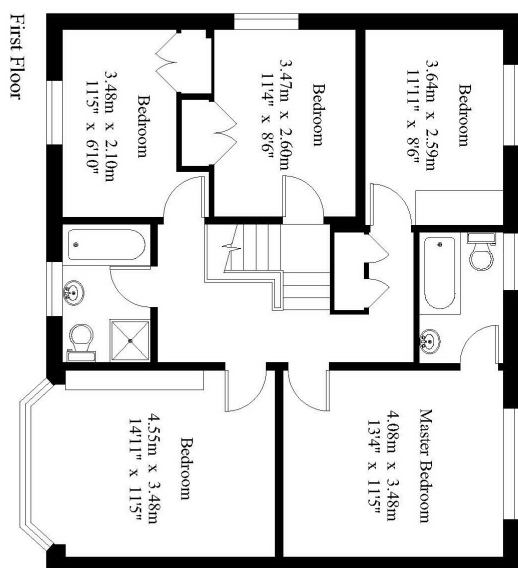 First Floor
Bedroom
3.48m x 2.10m
11'5" x 6'10"
Bedroom
3.47m x 2.60m
11'4" x 8'6"
Bedroom
3.64m x 2.59m
11'11" x 8'6"
Bedroom
4.55m x 3.48m
14'11" x 11'5"
Master Bedroom
4.08m x 3.48m
13'4" x 11'5"